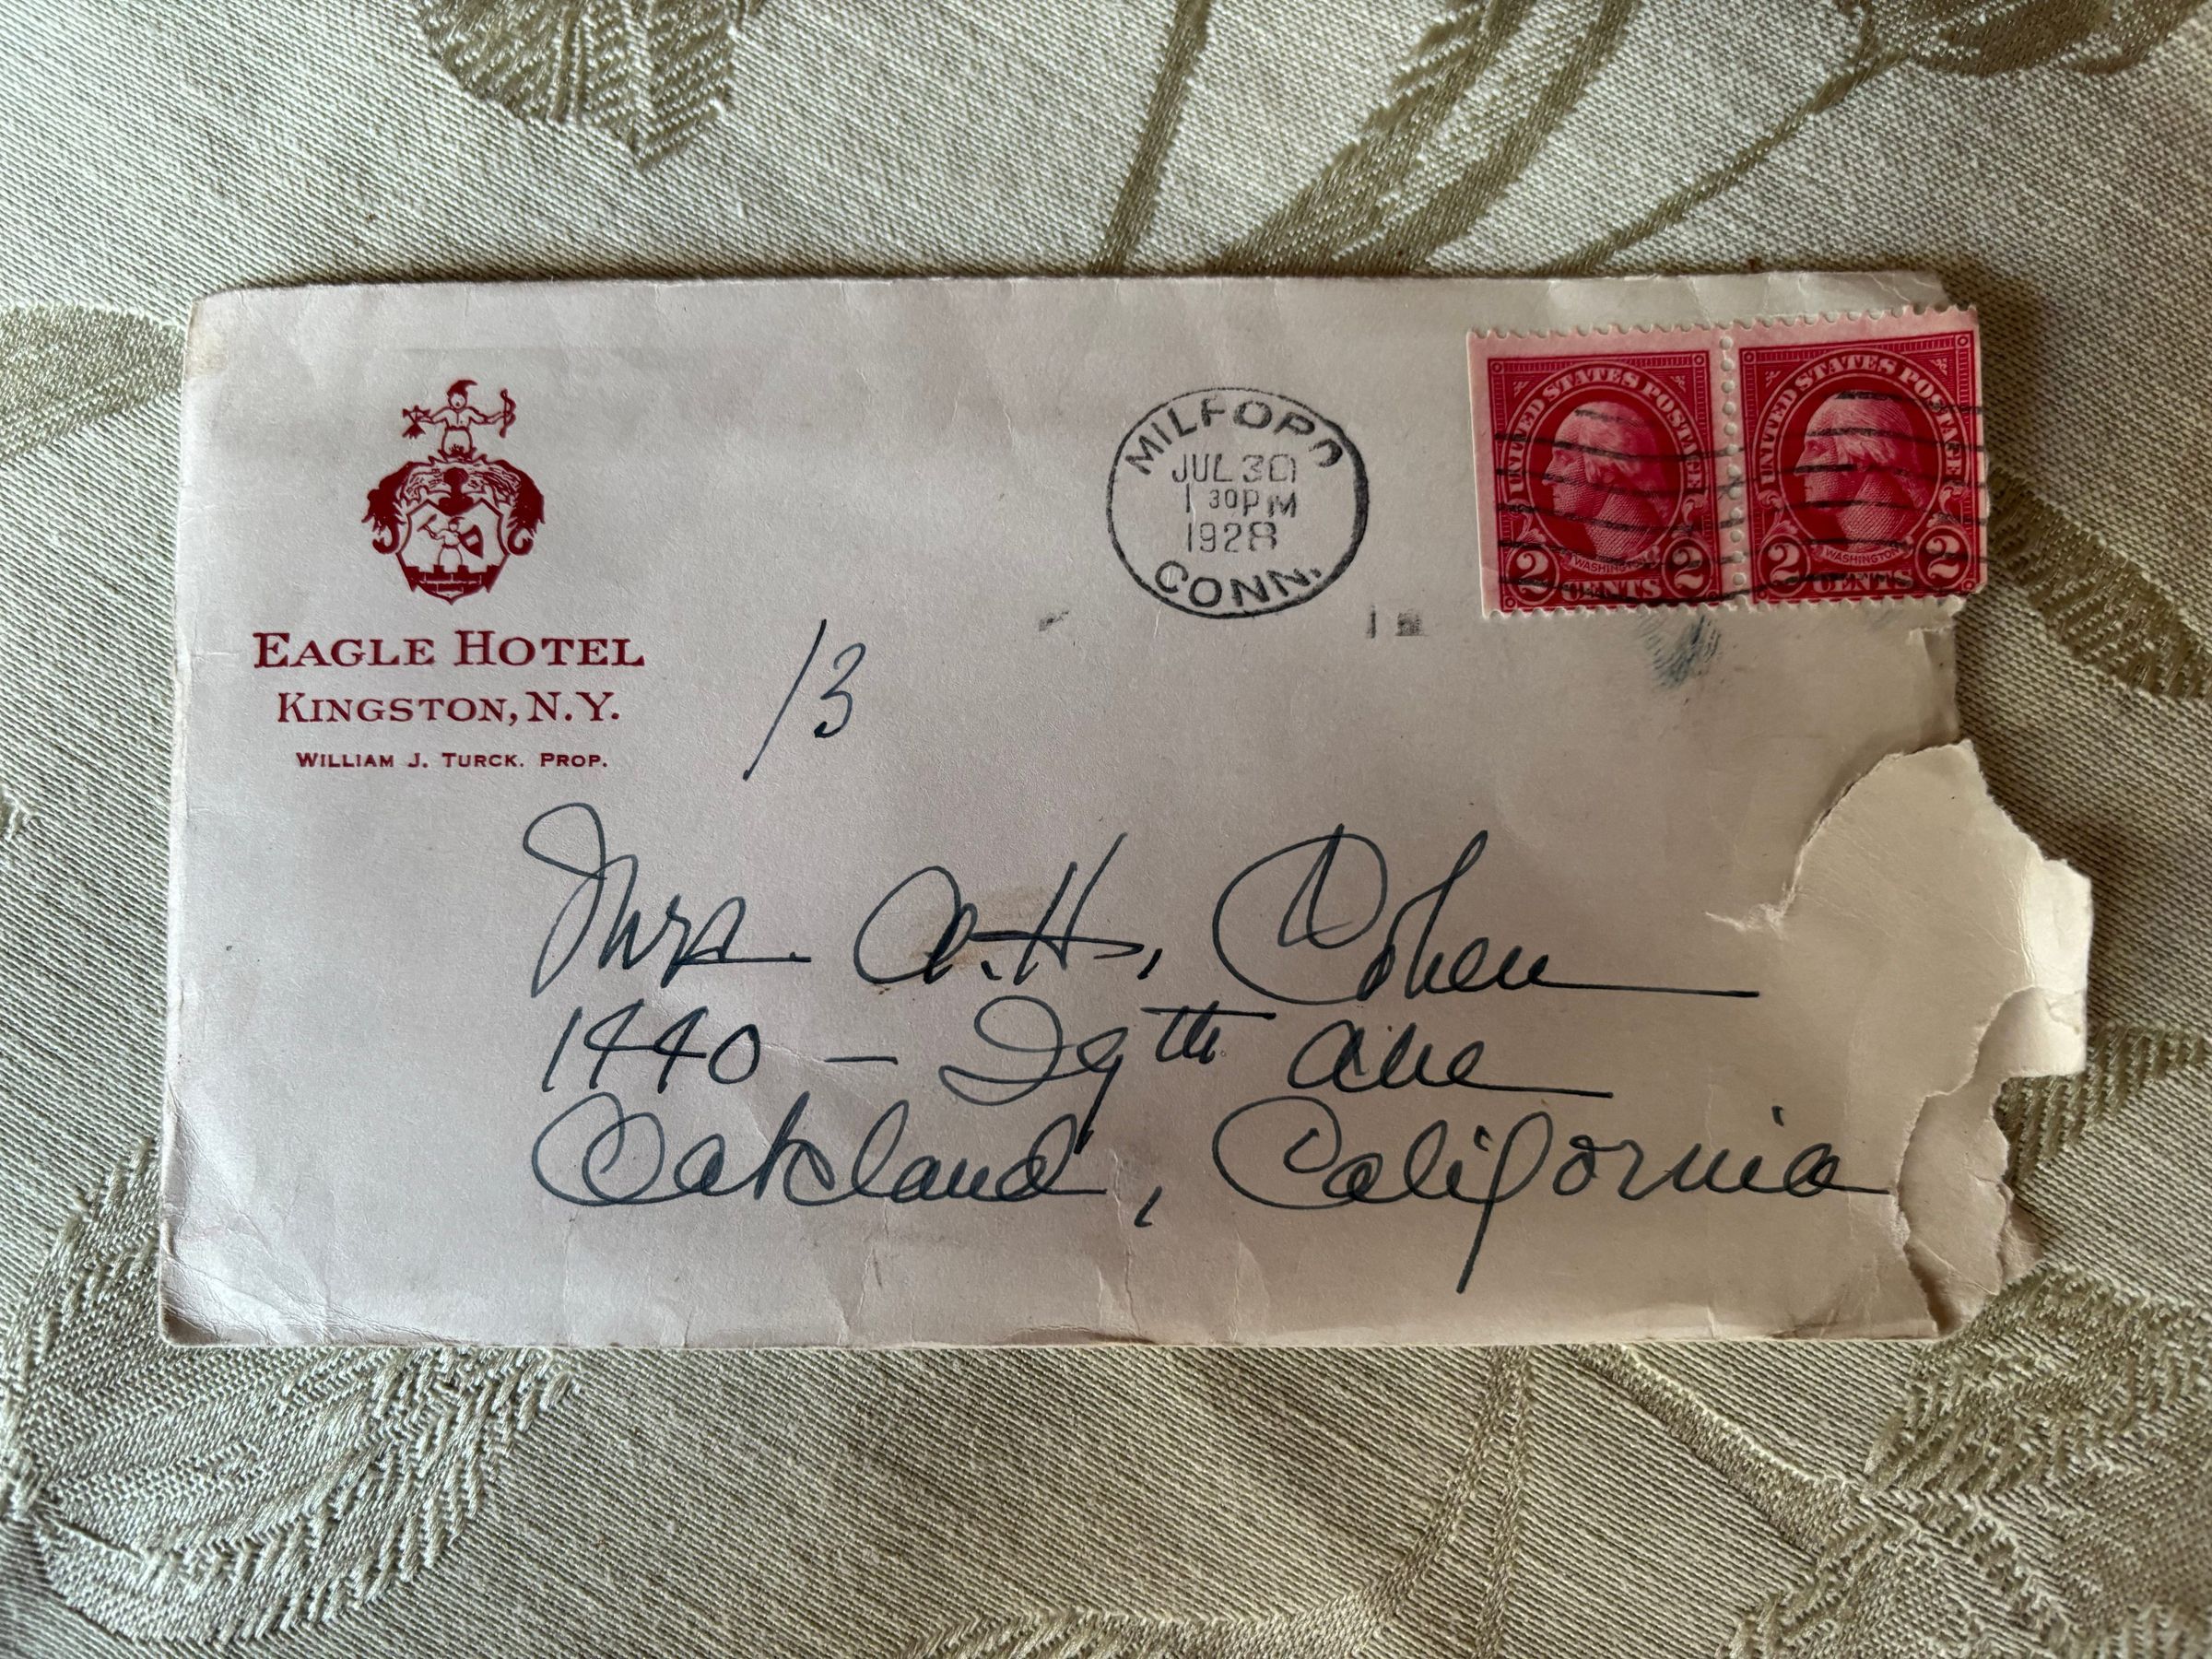 EAGLE HOTEL
KINGSTON, N.Y.
WILLIAM J. TURCK. PROP.
MILFORD
JUL 30
1 30 PM
1928
CONN.
UNITED STATES POSTAGE
WASHINGTON
2 CENTS 2
UNITED STATES POSTAGE
WASHINGTON
2 CENTS 2
13
Mrs. A. H. Cohen
1440 – 29th Ave
Oakland, California